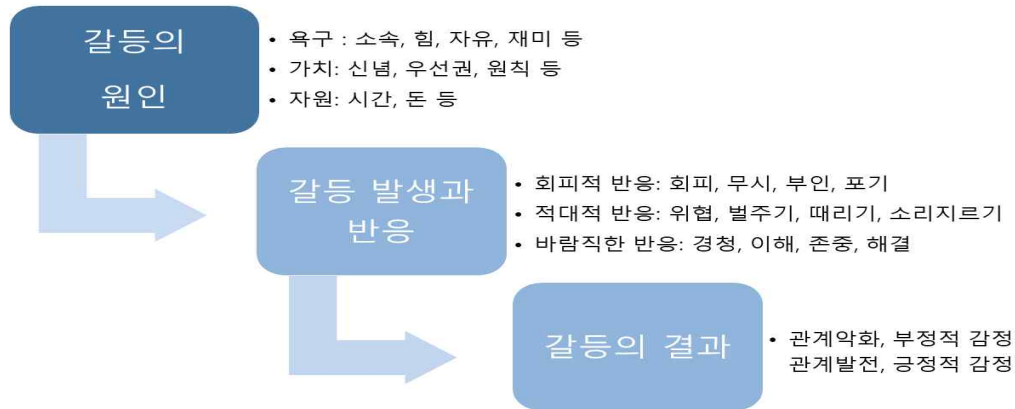 갈등의
원인
• 욕구 : 소속, 힘, 자유, 재미 등
• 가치: 신념, 우선권, 원칙 등
• 자원: 시간, 돈 등
갈등 발생과
반응
• 회피적 반응: 회피, 무시, 부인, 포기
• 적대적 반응: 위협, 벌주기, 때리기, 소리지르기
• 바람직한 반응: 경청, 이해, 존중, 해결
갈등의 결과
• 관계악화, 부정적 감정
관계발전, 긍정적 감정